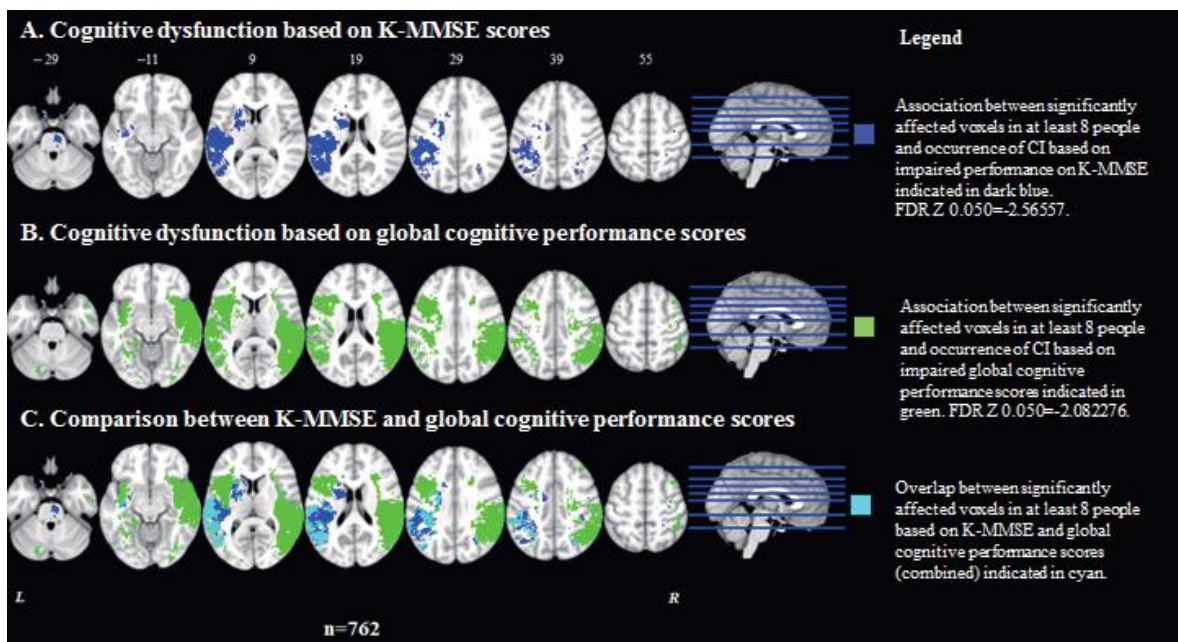 A. Cognitive dysfunction based on K-MMSE scores
Legend
−29 −11 9 19 29 39 55
Association between significantly
affected voxels in at least 8 people
and occurrence of CI based on
impaired performance on K-MMSE
indicated in dark blue.
FDR Z 0.050=-2.56557.
B. Cognitive dysfunction based on global cognitive performance scores
Association between significantly
affected voxels in at least 8 people
and occurrence of CI based on
impaired global cognitive
performance scores indicated in
green. FDR Z 0.050=-2.082276.
C. Comparison between K-MMSE and global cognitive performance scores
Overlap between significantly
affected voxels in at least 8 people
based on K-MMSE and global
cognitive performance scores
(combined) indicated in cyan.
L R
n=762